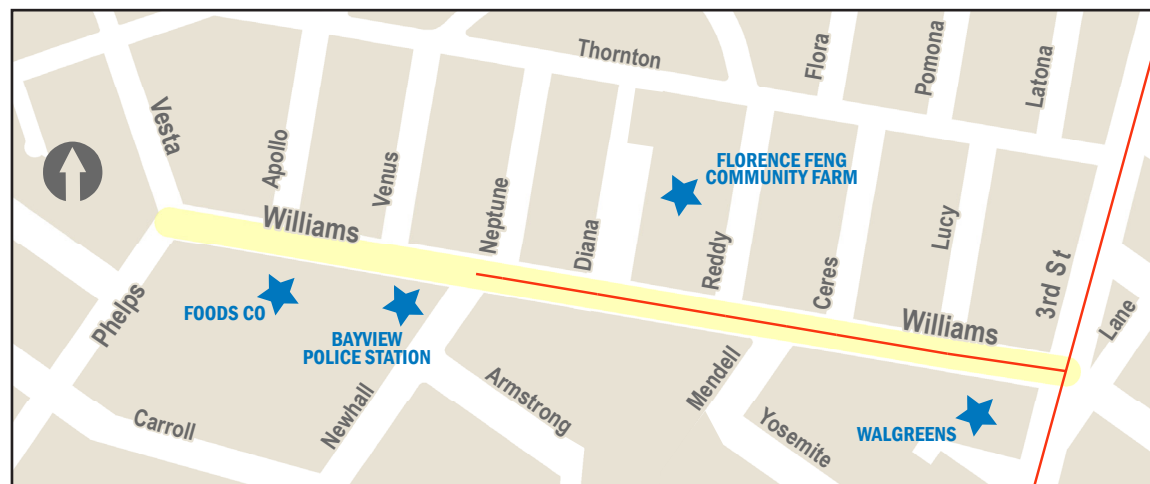 Thornton
Flora
Pomona
Latona
Vesta
Apollo
Venus
Neptune
Diana
FLORENCE FENG
COMMUNITY FARM
Reddy
Ceres
Lucy
3rd St
Lane
Williams
Williams
Phelps
FOODS CO
BAYVIEW
POLICE STATION
Newhall
Armstrong
Mendell
Yosemite
WALGREENS
Carroll